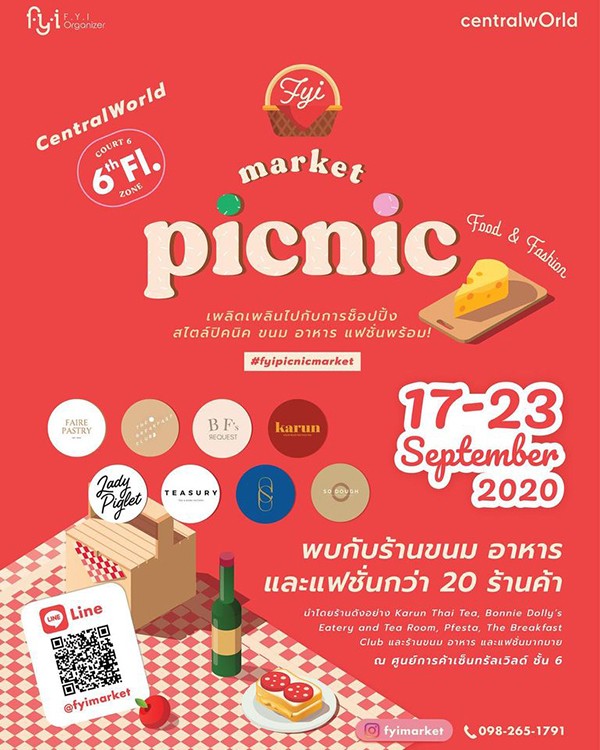 f.y.i F.Y.I Organizer
centralwOrld
Fyi
CentralWorld
COURT 6
6th Fl.
ZONE
market
picnic
Food & Fashion
เพลิดเพลินไปกับการช็อปปิ้ง
สไตล์ปิคนิค ขนม อาหาร แฟชั่นพร้อม!
#fyipicnicmarket
17-23
September
2020
FAIRE
PASTRY
BF's
REQUEST
karun
Lady
Piglet
TEASURY
SO DOUGH
พบกับร้านขนม อาหาร
และแฟชั่นกว่า 20 ร้านค้า
นำโดยร้านดังอย่าง Karun Thai Tea, Bonnie Dolly's
Eatery and Tea Room, Pfesta, The Breakfast
Club และร้านขนม อาหาร และแฟชั่นมากมาย
ณ ศูนย์การค้าเซ็นทรัลเวิลด์ ชั้น 6
LINE Line
@fyimarket
fyimarket
098-265-1791